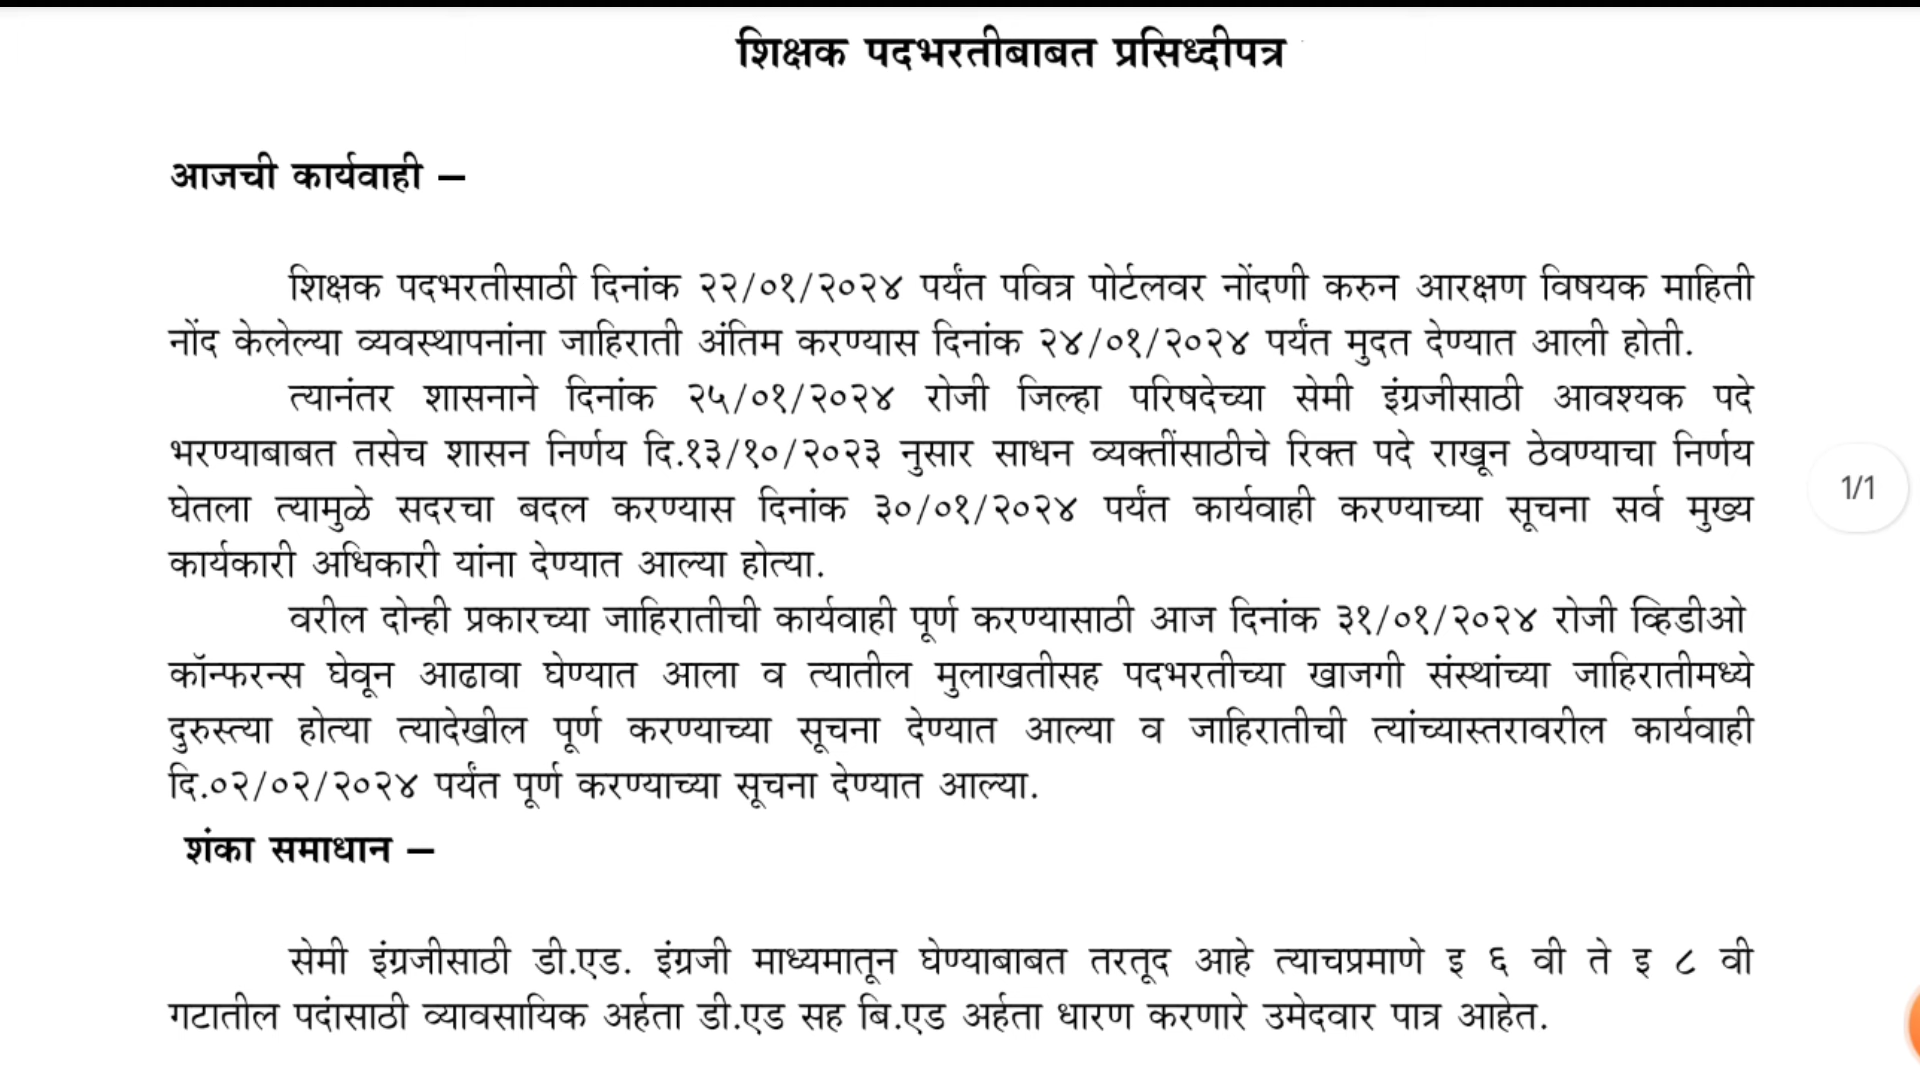 शिक्षक पदभरतीबाबत प्रसिध्दीपत्र
आजची कार्यवाही –
शिक्षक पदभरतीसाठी दिनांक २२/०१/२०२४ पर्यंत पवित्र पोर्टलवर नोंदणी करुन आरक्षण विषयक माहिती
नोंद केलेल्या व्यवस्थापनांना जाहिराती अंतिम करण्यास दिनांक २४/०१/२०२४ पर्यंत मुदत देण्यात आली होती.
त्यानंतर शासनाने दिनांक २५/०१/२०२४ रोजी जिल्हा परिषदेच्या सेमी इंग्रजीसाठी आवश्यक पदे
भरण्याबाबत तसेच शासन निर्णय दि.१३/१०/२०२३ नुसार साधन व्यक्तींसाठीचे रिक्त पदे राखून ठेवण्याचा निर्णय
घेतला त्यामुळे सदरचा बदल करण्यास दिनांक ३०/०१/२०२४ पर्यंत कार्यवाही करण्याच्या सूचना सर्व मुख्य
कार्यकारी अधिकारी यांना देण्यात आल्या होत्या.
वरील दोन्ही प्रकारच्या जाहिरातीची कार्यवाही पूर्ण करण्यासाठी आज दिनांक ३१/०१/२०२४ रोजी व्हिडीओ
कॉन्फरन्स घेवून आढावा घेण्यात आला व त्यातील मुलाखतीसह पदभरतीच्या खाजगी संस्थांच्या जाहिरातीमध्ये
दुरुस्त्या होत्या त्यादेखील पूर्ण करण्याच्या सूचना देण्यात आल्या व जाहिरातीची त्यांच्यास्तरावरील कार्यवाही
दि.०२/०२/२०२४ पर्यंत पूर्ण करण्याच्या सूचना देण्यात आल्या.
शंका समाधान –
सेमी इंग्रजीसाठी डी.एड. इंग्रजी माध्यमातून घेण्याबाबत तरतूद आहे त्याचप्रमाणे इ ६ वी ते इ ८ वी
गटातील पदांसाठी व्यावसायिक अर्हता डी.एड सह बि.एड अर्हता धारण करणारे उमेदवार पात्र आहेत.
1/1